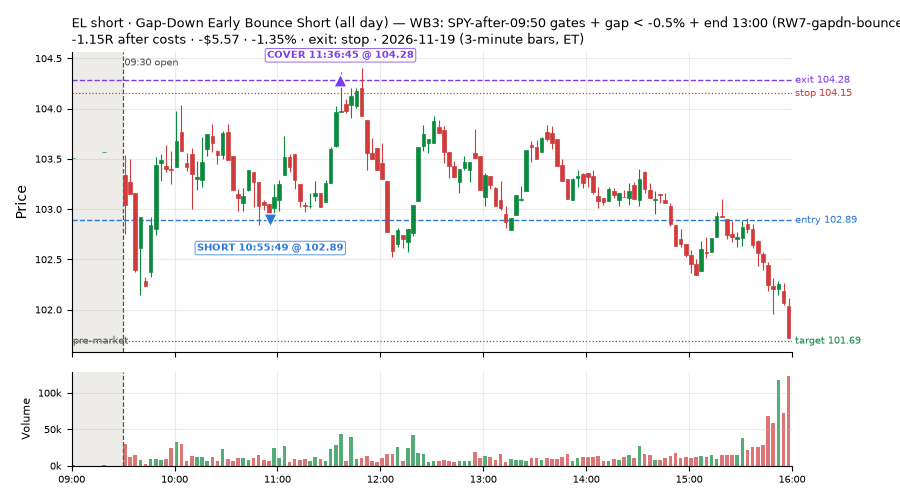 EL short · Gap-Down Early Bounce Short (all day) — WB3: SPY-after-09:50 gates + gap < -0.5% + end 13:00 (RW7-gapdn-bounce
-1.15R after costs · -$5.57 · -1.35% · exit: stop · 2026-11-19 (3-minute bars, ET)
COVER 11:36:45 @ 104.28
09:30 open
104.5
exit 104.28
stop 104.15
104.0
103.5
Price
103.0
entry 102.89
SHORT 10:55:49 @ 102.89
102.5
102.0
pre-market
target 101.69
Volume
100k
50k
0k
09:00 10:00 11:00 12:00 13:00 14:00 15:00 16:00